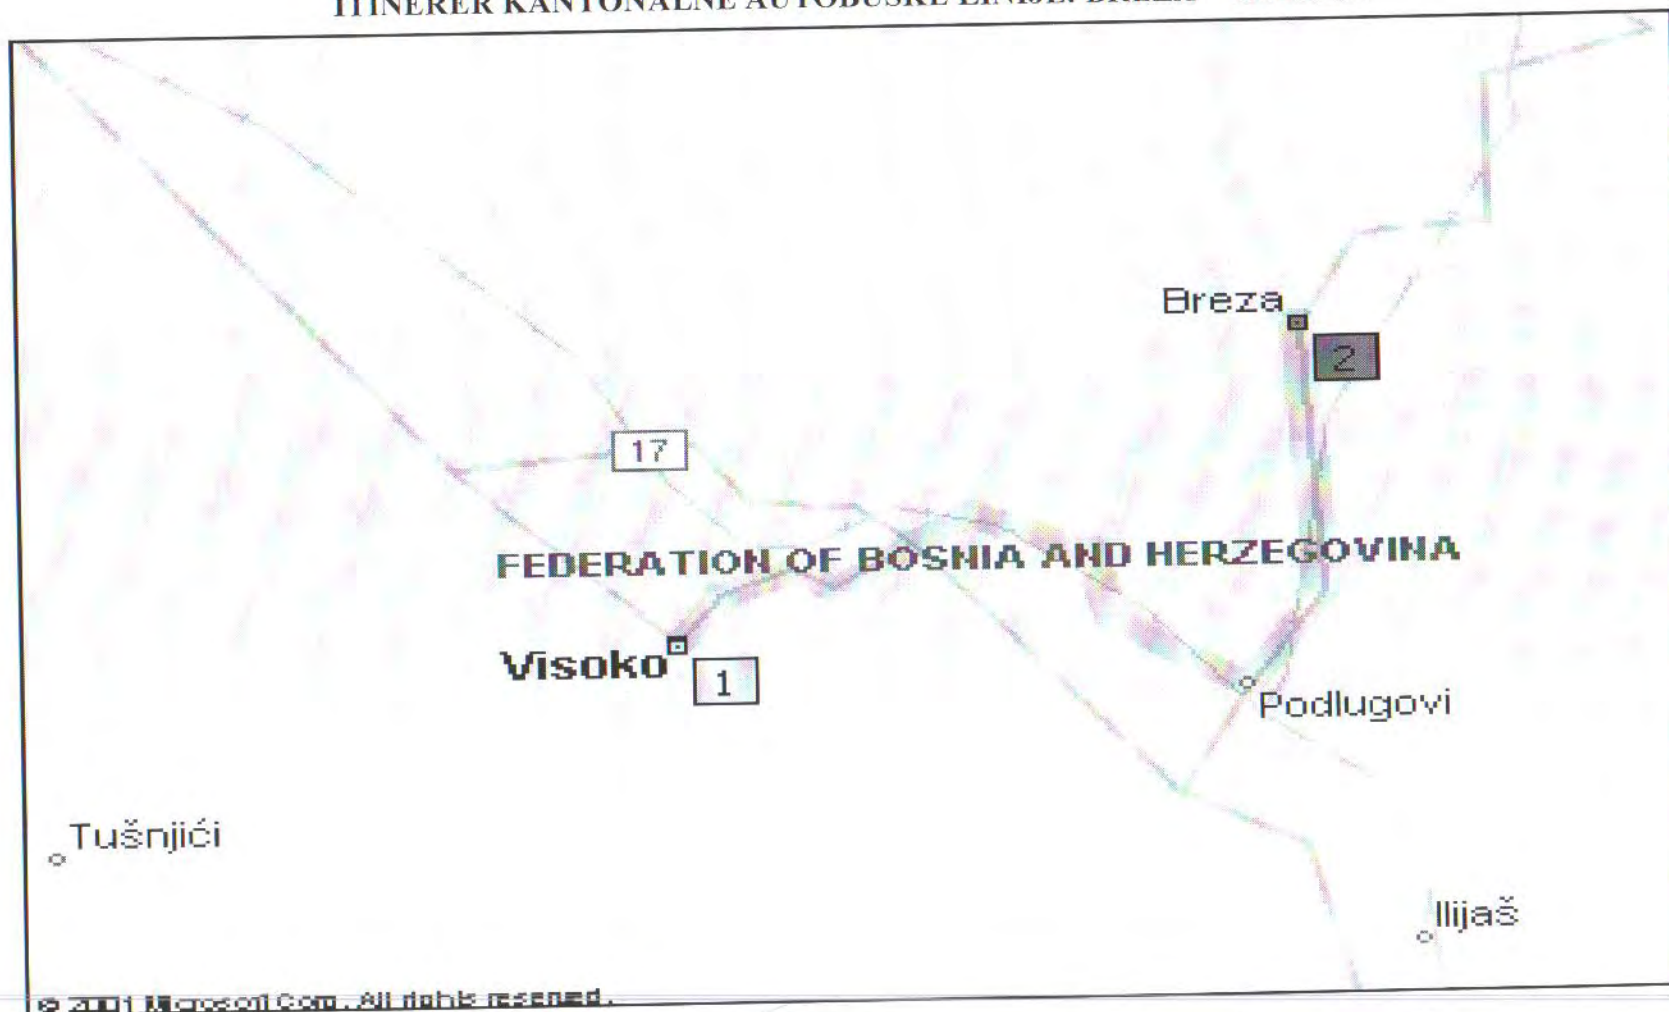 ITINERER KANTONALNE AUTOBUSKE LINIJE: BREZA
Breza
2
17
FEDERATION OF BOSNIA AND HERZEGOVINA
Visoko
1
Podlugovi
Tušnjići
Ilijaš
© 2001 Microsoft Corp. All rights reserved.